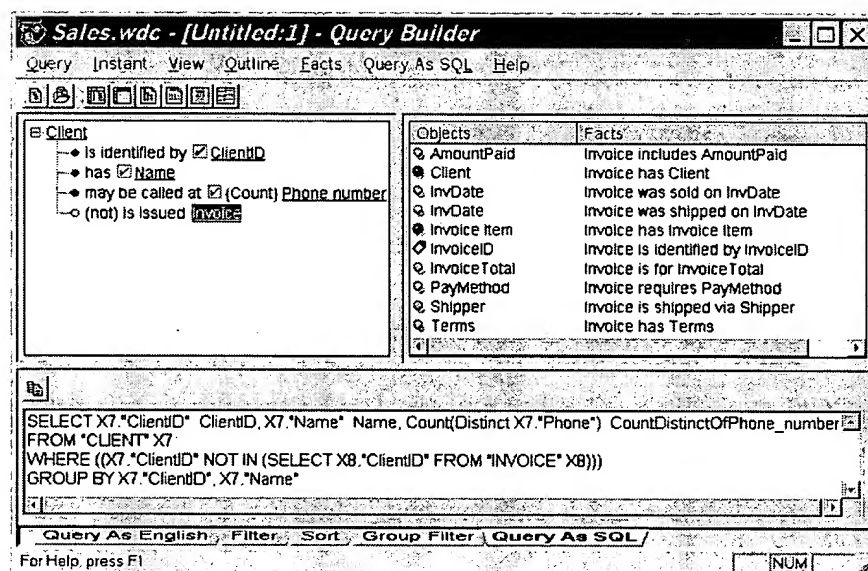 Sales.wdc - [Untitled:1] - Query Builder
Query Instant View Outline Facts Query As SQL Help
Client
is identified by ClientID
has Name
may be called at {Count} Phone number
(not) is issued Invoice
Objects Facts
AmountPaid Invoice includes AmountPaid
Client Invoice has Client
InvDate Invoice was sold on InvDate
InvDate Invoice was shipped on InvDate
Invoice Item Invoice has Invoice Item
InvoiceID Invoice is identified by InvoiceID
InvoiceTotal Invoice is for InvoiceTotal
PayMethod Invoice requires PayMethod
Shipper Invoice is shipped via Shipper
Terms Invoice has Terms
SELECT X7."ClientID" ClientID, X7."Name" Name, Count(Distinct X7."Phone") CountDistinctOfPhone_number
FROM "CLIENT" X7
WHERE ((X7."ClientID" NOT IN (SELECT X8."ClientID" FROM "INVOICE" X8)))
GROUP BY X7."ClientID", X7."Name"
Query As English Filter Sort Group Filter Query As SQL
For Help, press F1 NUM